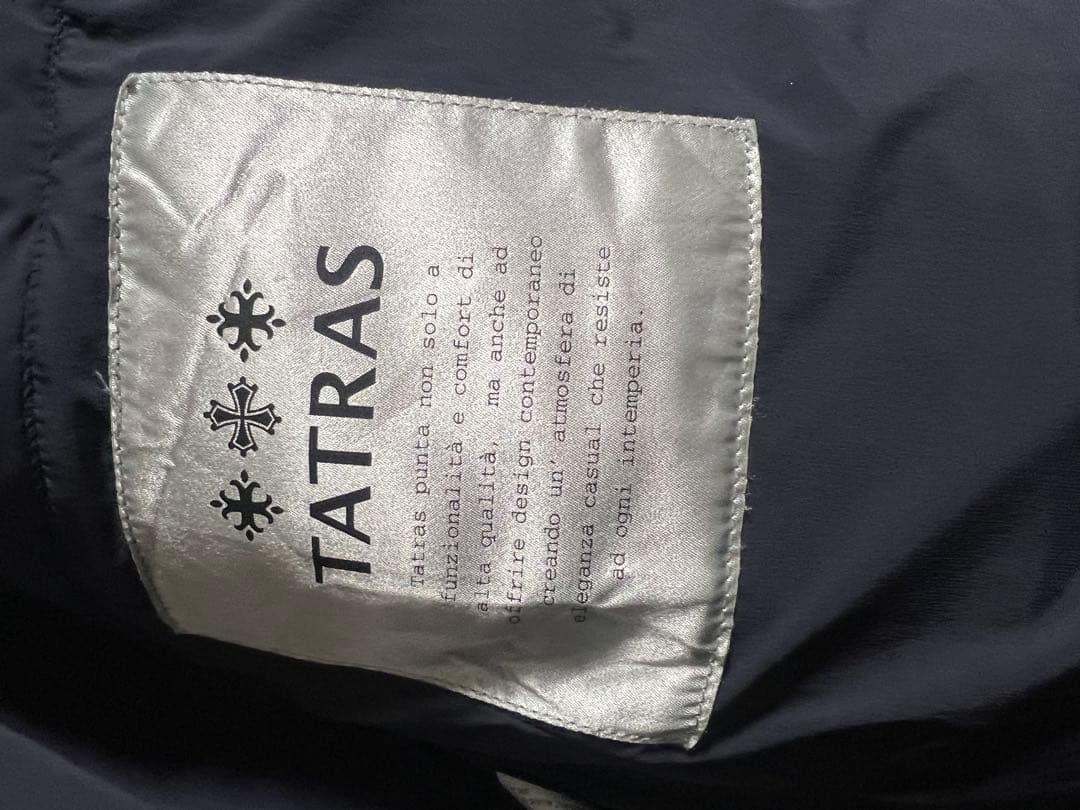 TATRAS
Tatras punta non solo a
funzionalità e comfort di
alta qualità, ma anche ad
offrire design contemporaneo
creando un' atmosfera di
eleganza casual che resiste
ad ogni intemperia.